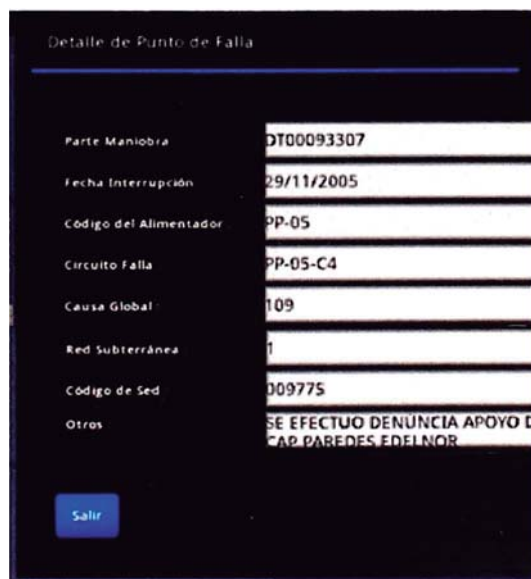 Detalle de Punto de Falla
Parte Maniobra DT00093307
Fecha Interrupción 29/11/2005
Código del Alimentador PP-05
Circuito Falla PP-05-C4
Causa Global 109
Red Subterránea 1
Código de Sed 009775
Otros SE EFECTUO DENÚNCIA APOYO D
CAP PAREDES EDELNOR
Salir